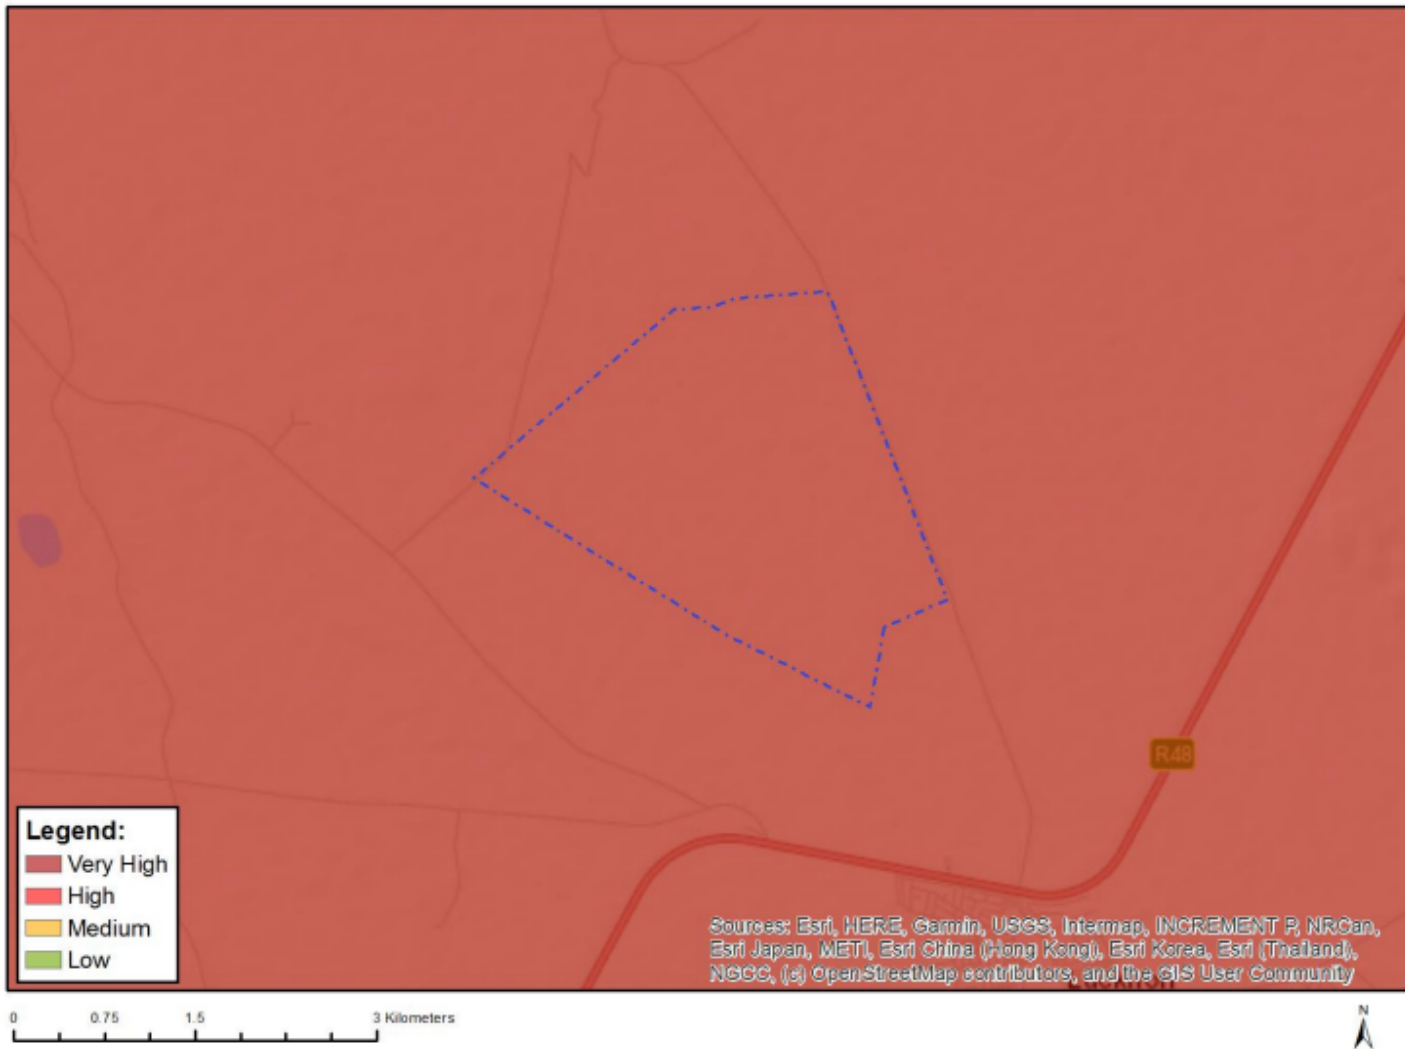 R48
Legend:
Very High
High
Medium
Low
Sources: Esri, HERE, Garmin, USGS, Intermap, INCREMENT P, NRCan,
Esri Japan, METI, Esri China (Hong Kong), Esri Korea, Esri (Thailand),
NGCC, (c) OpenStreetMap contributors, and the GIS User Community
0 0.75 1.5 3 Kilometers
N